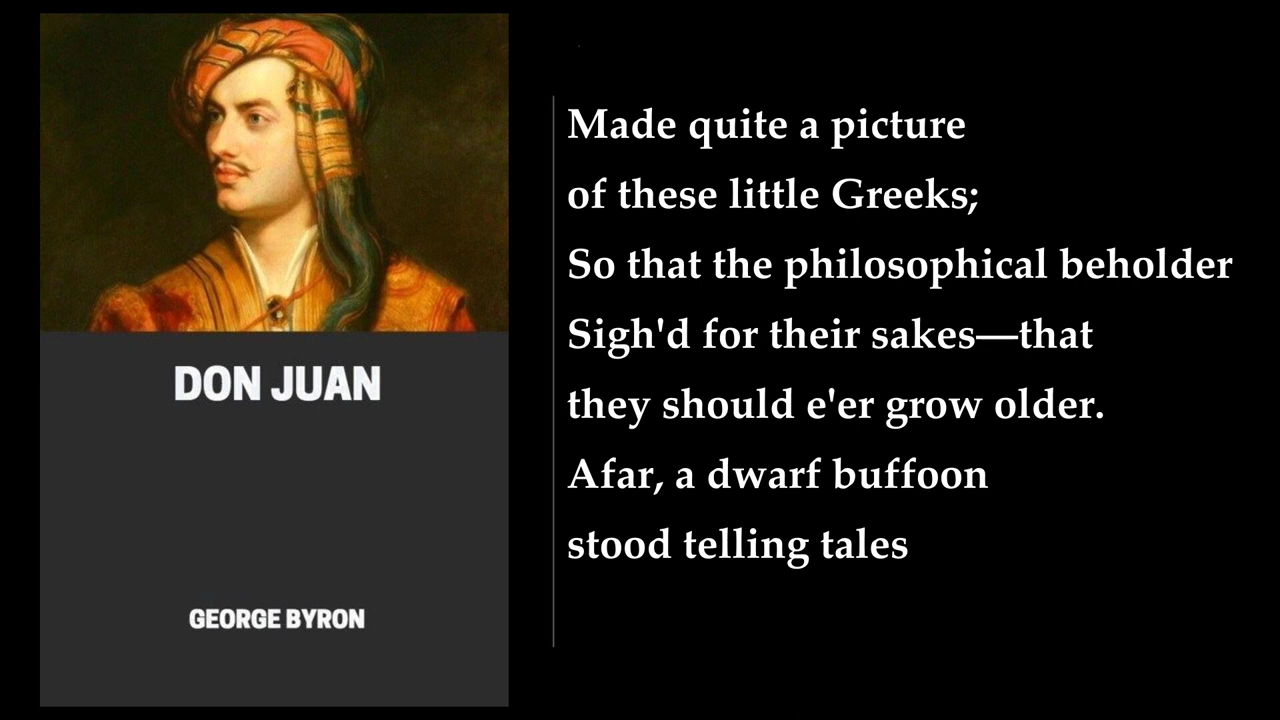 DON JUAN
GEORGE BYRON
Made quite a picture
of these little Greeks;
So that the philosophical beholder
Sigh'd for their sakes—that
they should e'er grow older.
Afar, a dwarf buffoon
stood telling tales